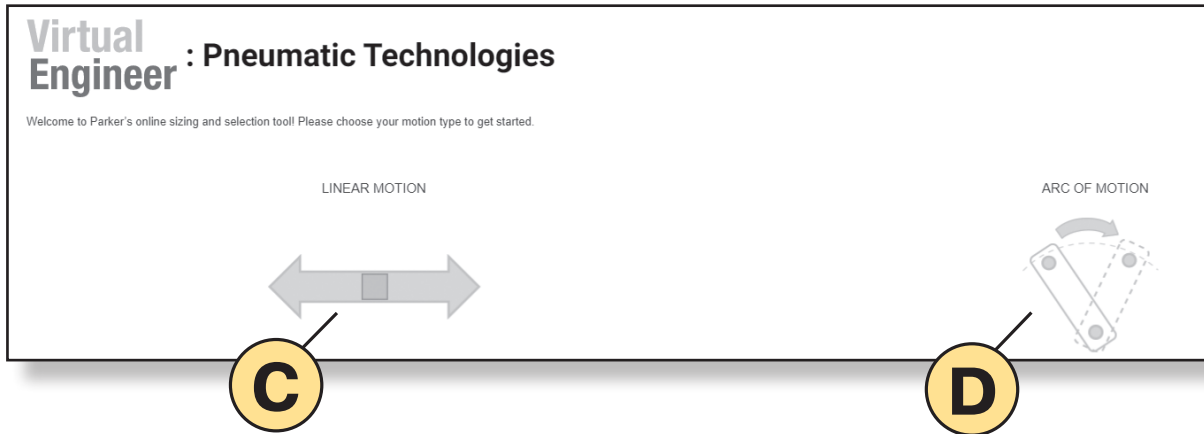 Virtual
Engineer : Pneumatic Technologies
Welcome to Parker's online sizing and selection tool! Please choose your motion type to get started.
LINEAR MOTION
ARC OF MOTION
C
D